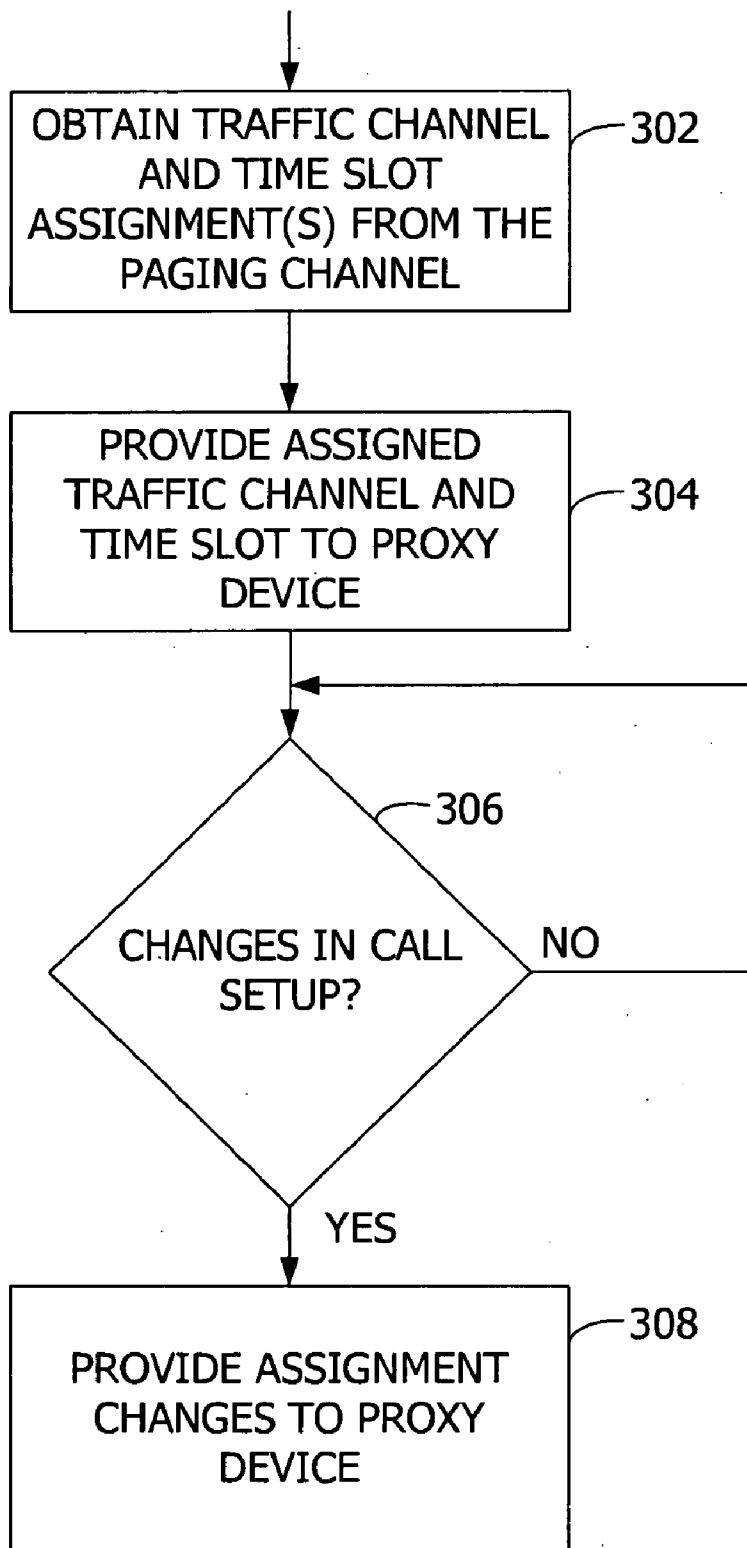 OBTAIN TRAFFIC CHANNEL
AND TIME SLOT
ASSIGNMENT(S) FROM THE
PAGING CHANNEL
302
PROVIDE ASSIGNED
TRAFFIC CHANNEL AND
TIME SLOT TO PROXY
DEVICE
304
306
CHANGES IN CALL
SETUP?
NO
YES
PROVIDE ASSIGNMENT
CHANGES TO PROXY
DEVICE
308